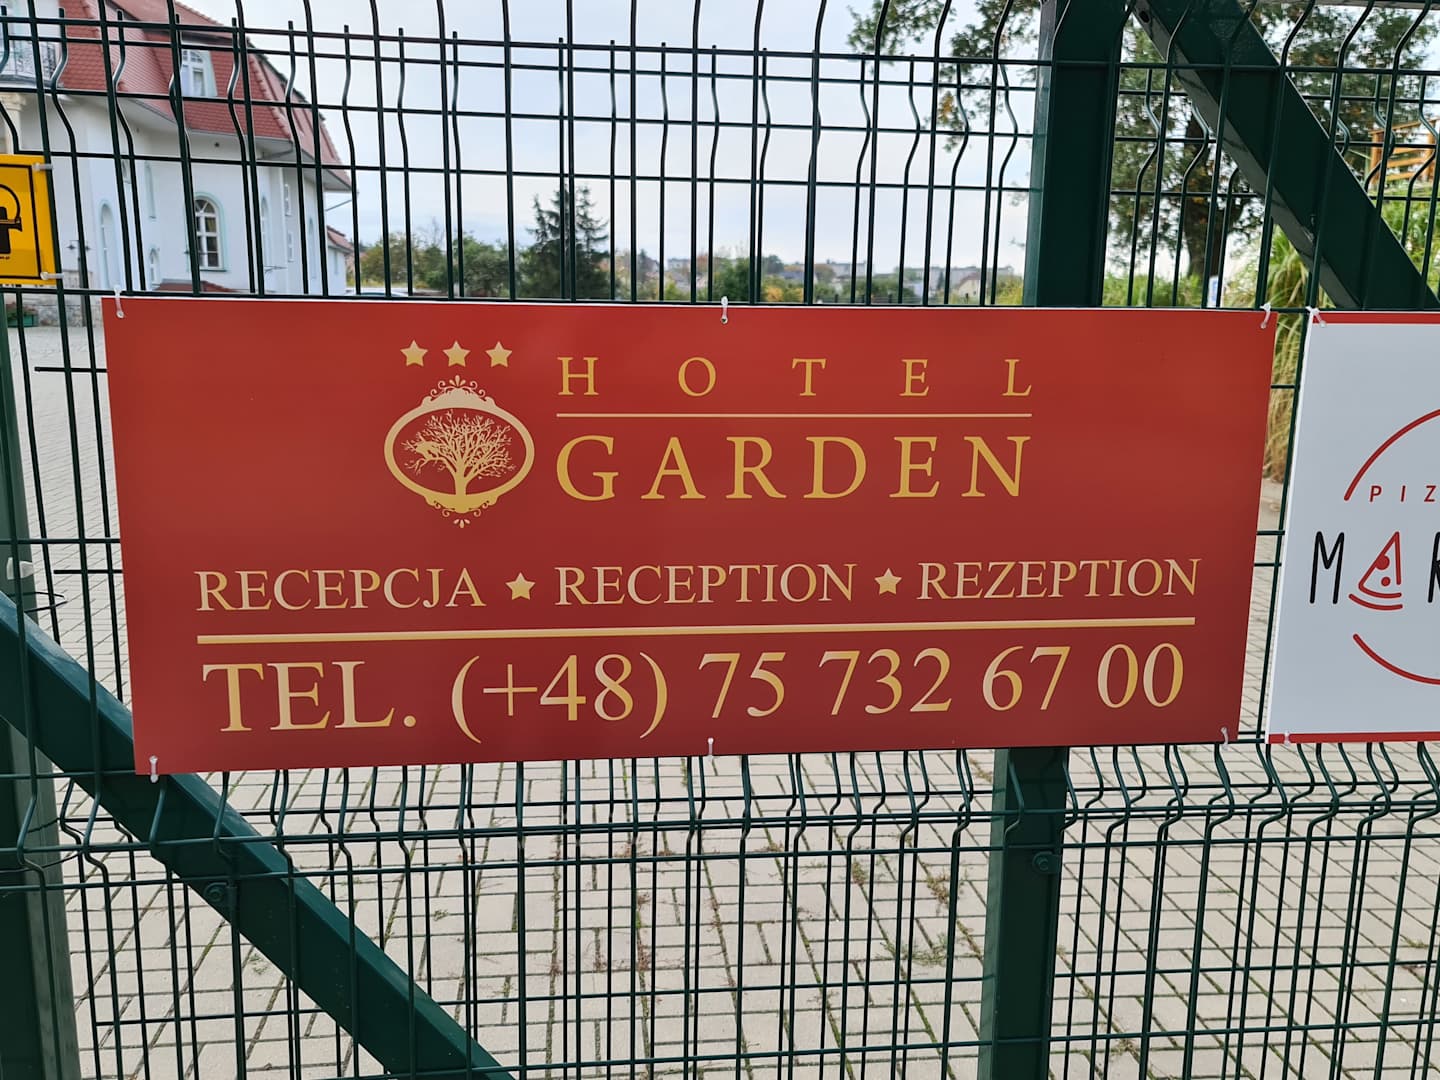 HOTEL
GARDEN
RECEPCJA ★ RECEPTION ★ REZEPTION
TEL. (+48) 75 732 67 00